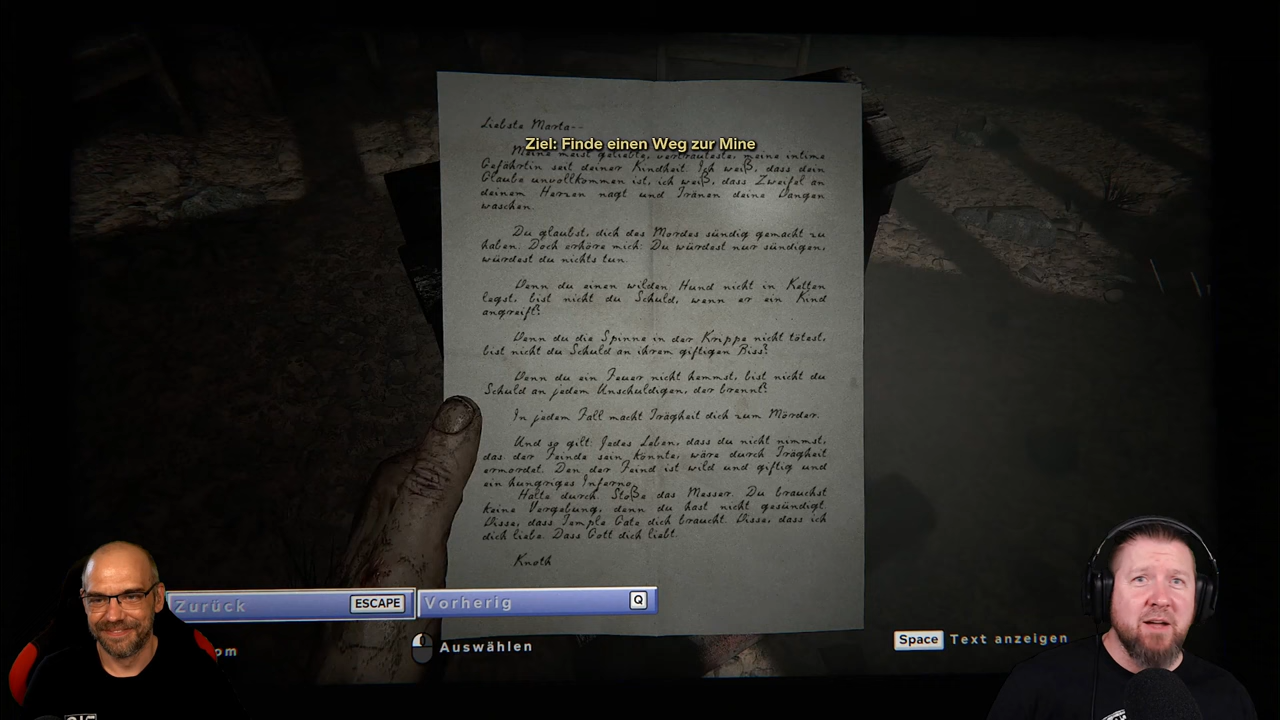 Liebste Marta--
Ziel: Finde einen Weg zur Mine
Meine meist geliebte, vertrauteste, meine intime
Gefährtin seit deiner Kindheit. Ich weiß, dass dein
Glaube unvollkommen ist, ich weiß, dass Zweifel an
deinem Herzen nagt und Tränen deine Wangen
waschen.
Du glaubst, dich des Mordes sündig gemacht zu
haben. Doch erhöre mich: Du würdest nur sündigen,
würdest du nichts tun.
Wenn du einen wilden Hund nicht in Ketten
legst, bist nicht du Schuld, wenn er ein Kind
angreift?
Wenn du die Spinne in der Krippe nicht tötest,
bist nicht du Schuld an ihrem giftigen Biss?
Wenn du ein Feuer nicht hemmst, bist nicht du
Schuld an jedem Unschuldigen, der brennt?
In jedem Fall macht Trägheit dich zum Mörder.
Und so gilt: Jedes Leben, dass du nicht nimmst,
das der Feinde sein könnte, wäre durch Trägheit
ermordet. Den der Feind ist wild und giftig und
ein hungriges Inferno.
Halte durch. Stoße das Messer. Du brauchst
keine Vergebung, denn du hast nicht gesündigt.
Wisse, dass Temple Gate dich braucht. Wisse, dass ich
dich liebe. Dass Gott dich liebt.
Knoth
Zurück ESCAPE Vorherig Q
om Auswählen Space Text anzeigen